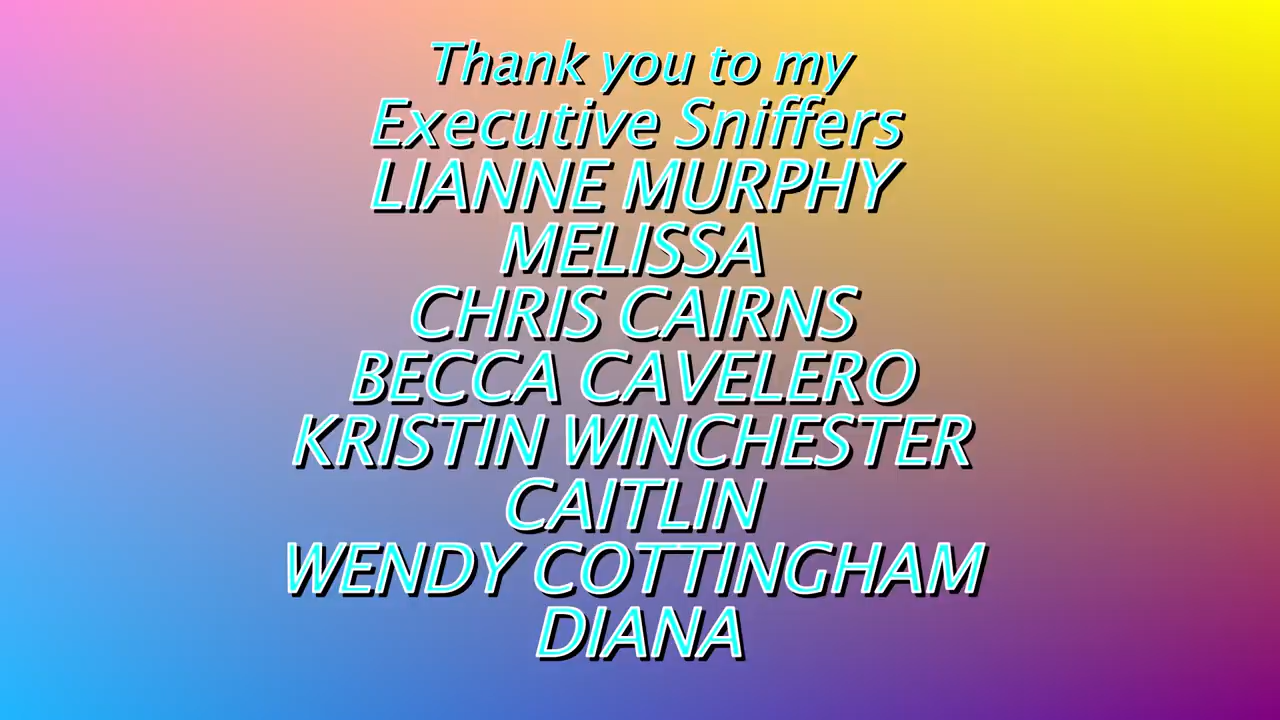 Thank you to my
Executive Sniffers
LIANNE MURPHY
MELISSA
CHRIS CAIRNS
BECCA CAVELERO
KRISTIN WINCHESTER
CAITLIN
WENDY COTTINGHAM
DIANA